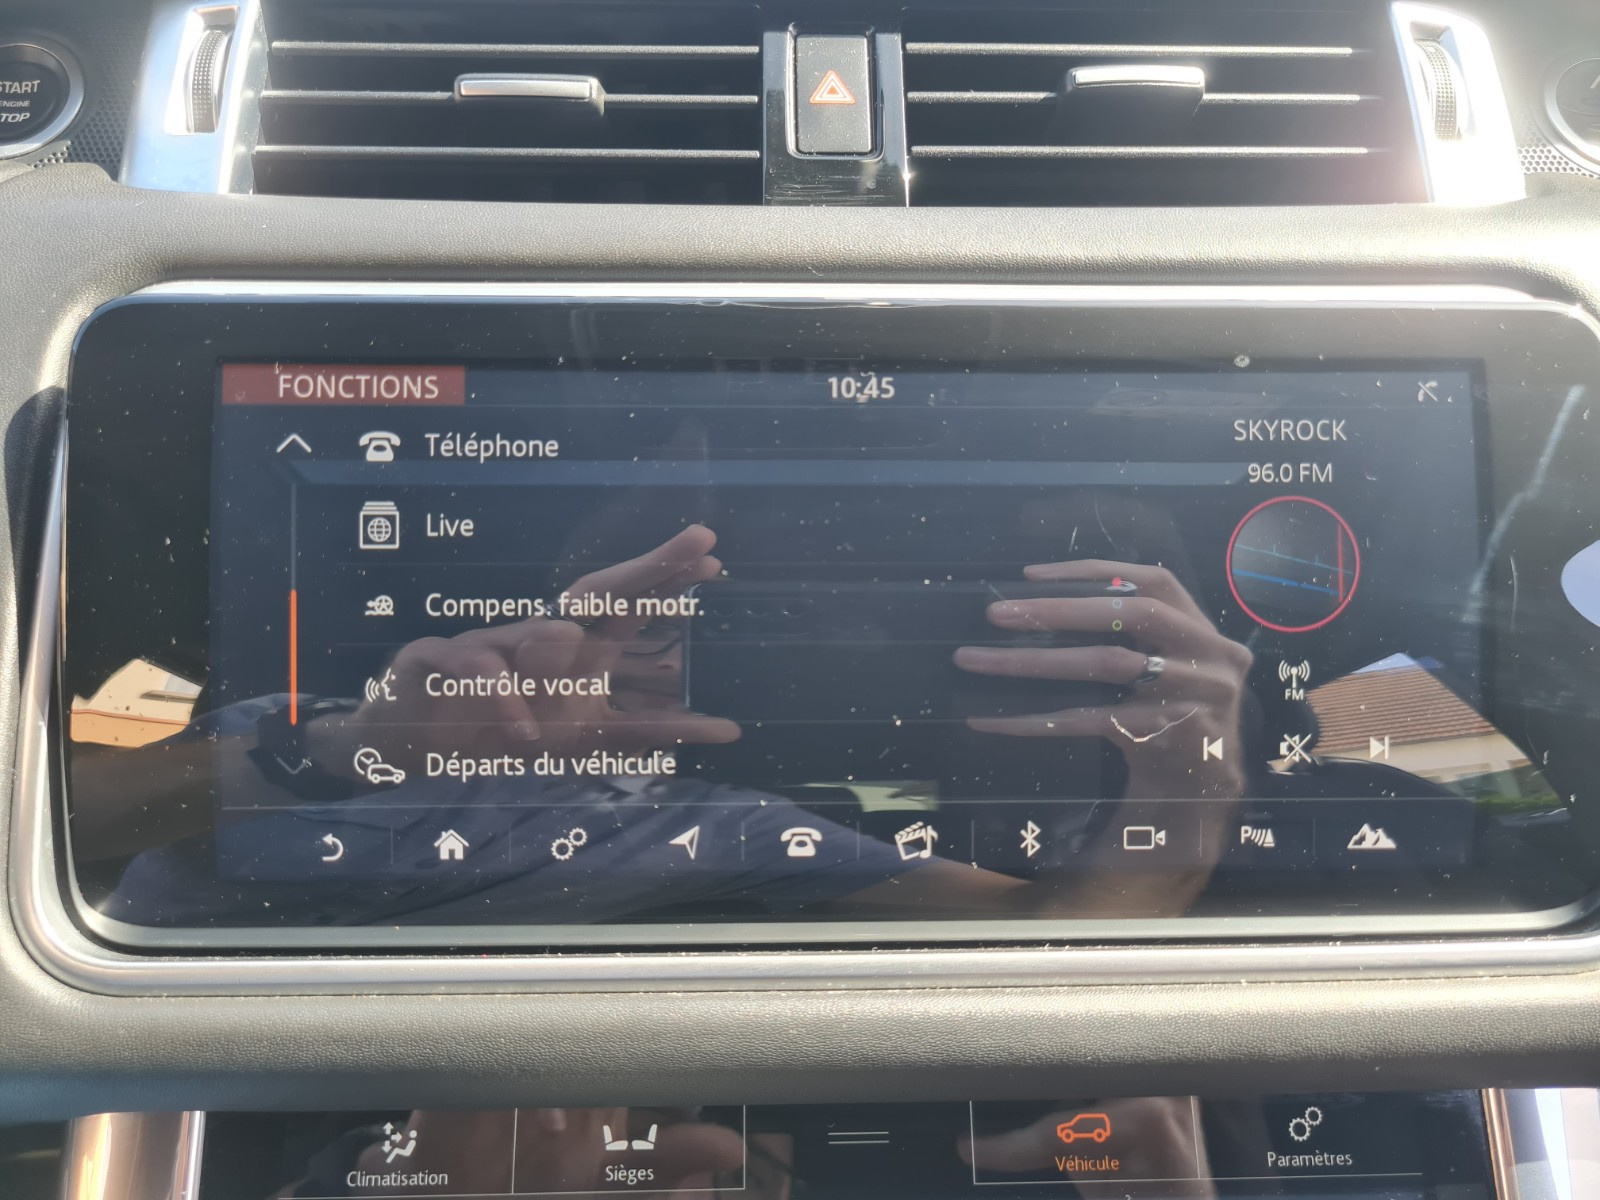 START
ENGINE
STOP
FONCTIONS
10:45
Téléphone
SKYROCK
96.0 FM
Live
Compens. faible motr.
Contrôle vocal
FM
Départs du véhicule
P
Climatisation
Sièges
Véhicule
Paramètres